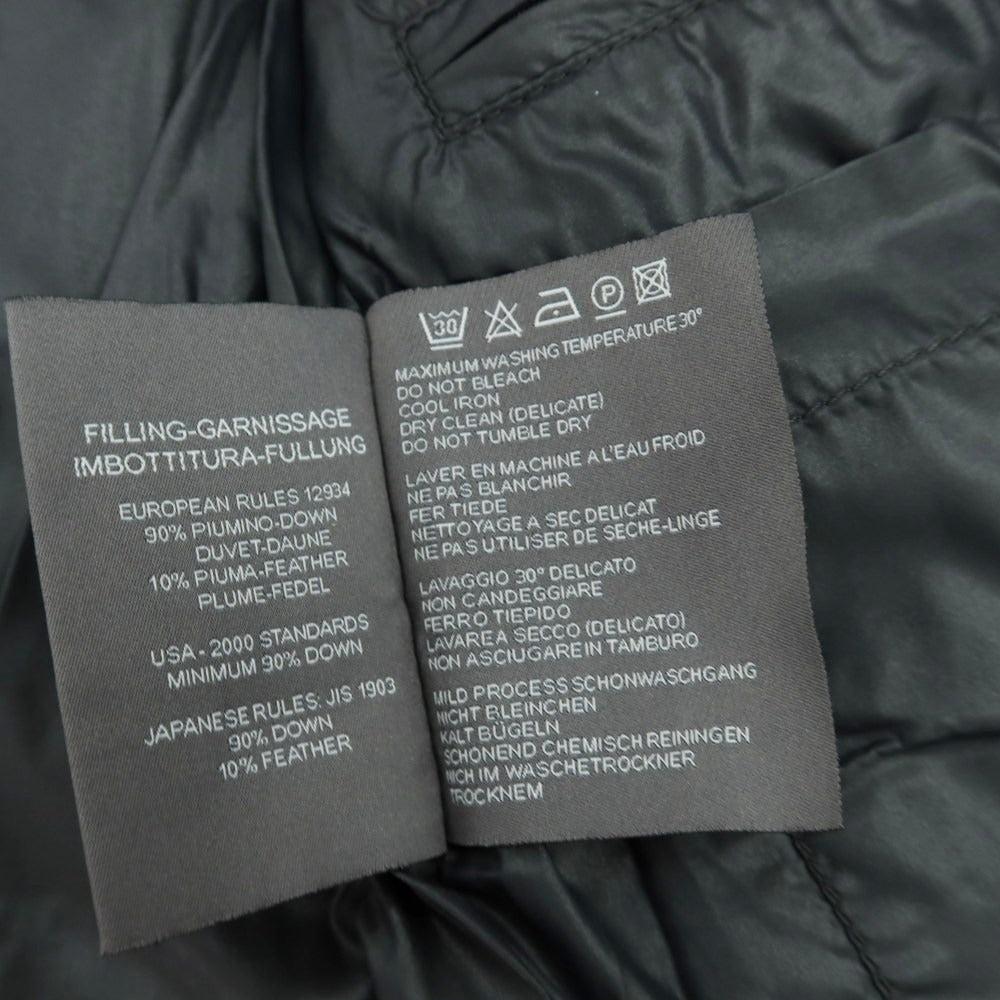 FILLING-GARNISSAGE
IMBOTTITURA-FULLUNG
EUROPEAN RULES 12934
90% PIUMINO-DOWN
DUVET-DAUNE
10% PIUMA-FEATHER
PLUME-FEDEL
USA - 2000 STANDARDS
MINIMUM 90% DOWN
JAPANESE RULES: JIS 1903
90% DOWN
10% FEATHER
30 P
MAXIMUM WASHING TEMPERATURE 30°
DO NOT BLEACH
COOL IRON
DRY CLEAN (DELICATE)
DO NOT TUMBLE DRY
LAVER EN MACHINE A L'EAU FROID
NE PAS BLANCHIR
FER TIEDE
NETTOYAGE A SEC DELICAT
NE PAS UTILISER DE SECHE-LINGE
LAVAGGIO 30° DELICATO
NON CANDEGGIARE
FERRO TIEPIDO
LAVARE A SECCO (DELICATO)
NON ASCIUGARE IN TAMBURO
MILD PROCESS SCHONWASCHGANG
NICHT BLEINCHEN
KALT BÜGELN
SCHONEND CHEMISCH REININGEN
NICH IM WASCHETROCKNER
TROCKNEM